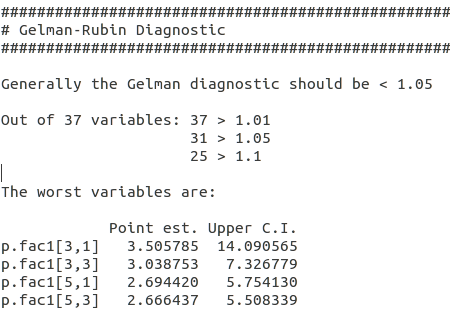 ##################################################
# Gelman-Rubin Diagnostic
##################################################
Generally the Gelman diagnostic should be < 1.05
Out of 37 variables: 37 > 1.01
31 > 1.05
25 > 1.1
The worst variables are:
Point est. Upper C.I.
p.fac1[3,1] 3.505785 14.090565
p.fac1[3,3] 3.038753 7.326779
p.fac1[5,1] 2.694420 5.754130
p.fac1[5,3] 2.666437 5.508339